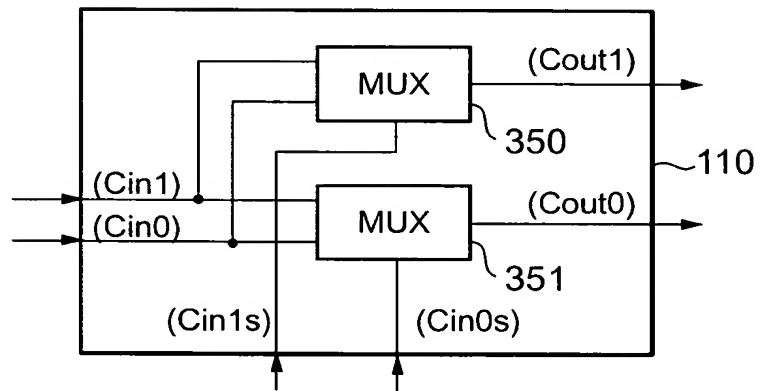 (Cout1)
MUX
350
110
(Cin1)
(Cout0)
(Cin0)
MUX
351
(Cin1s)
(Cin0s)